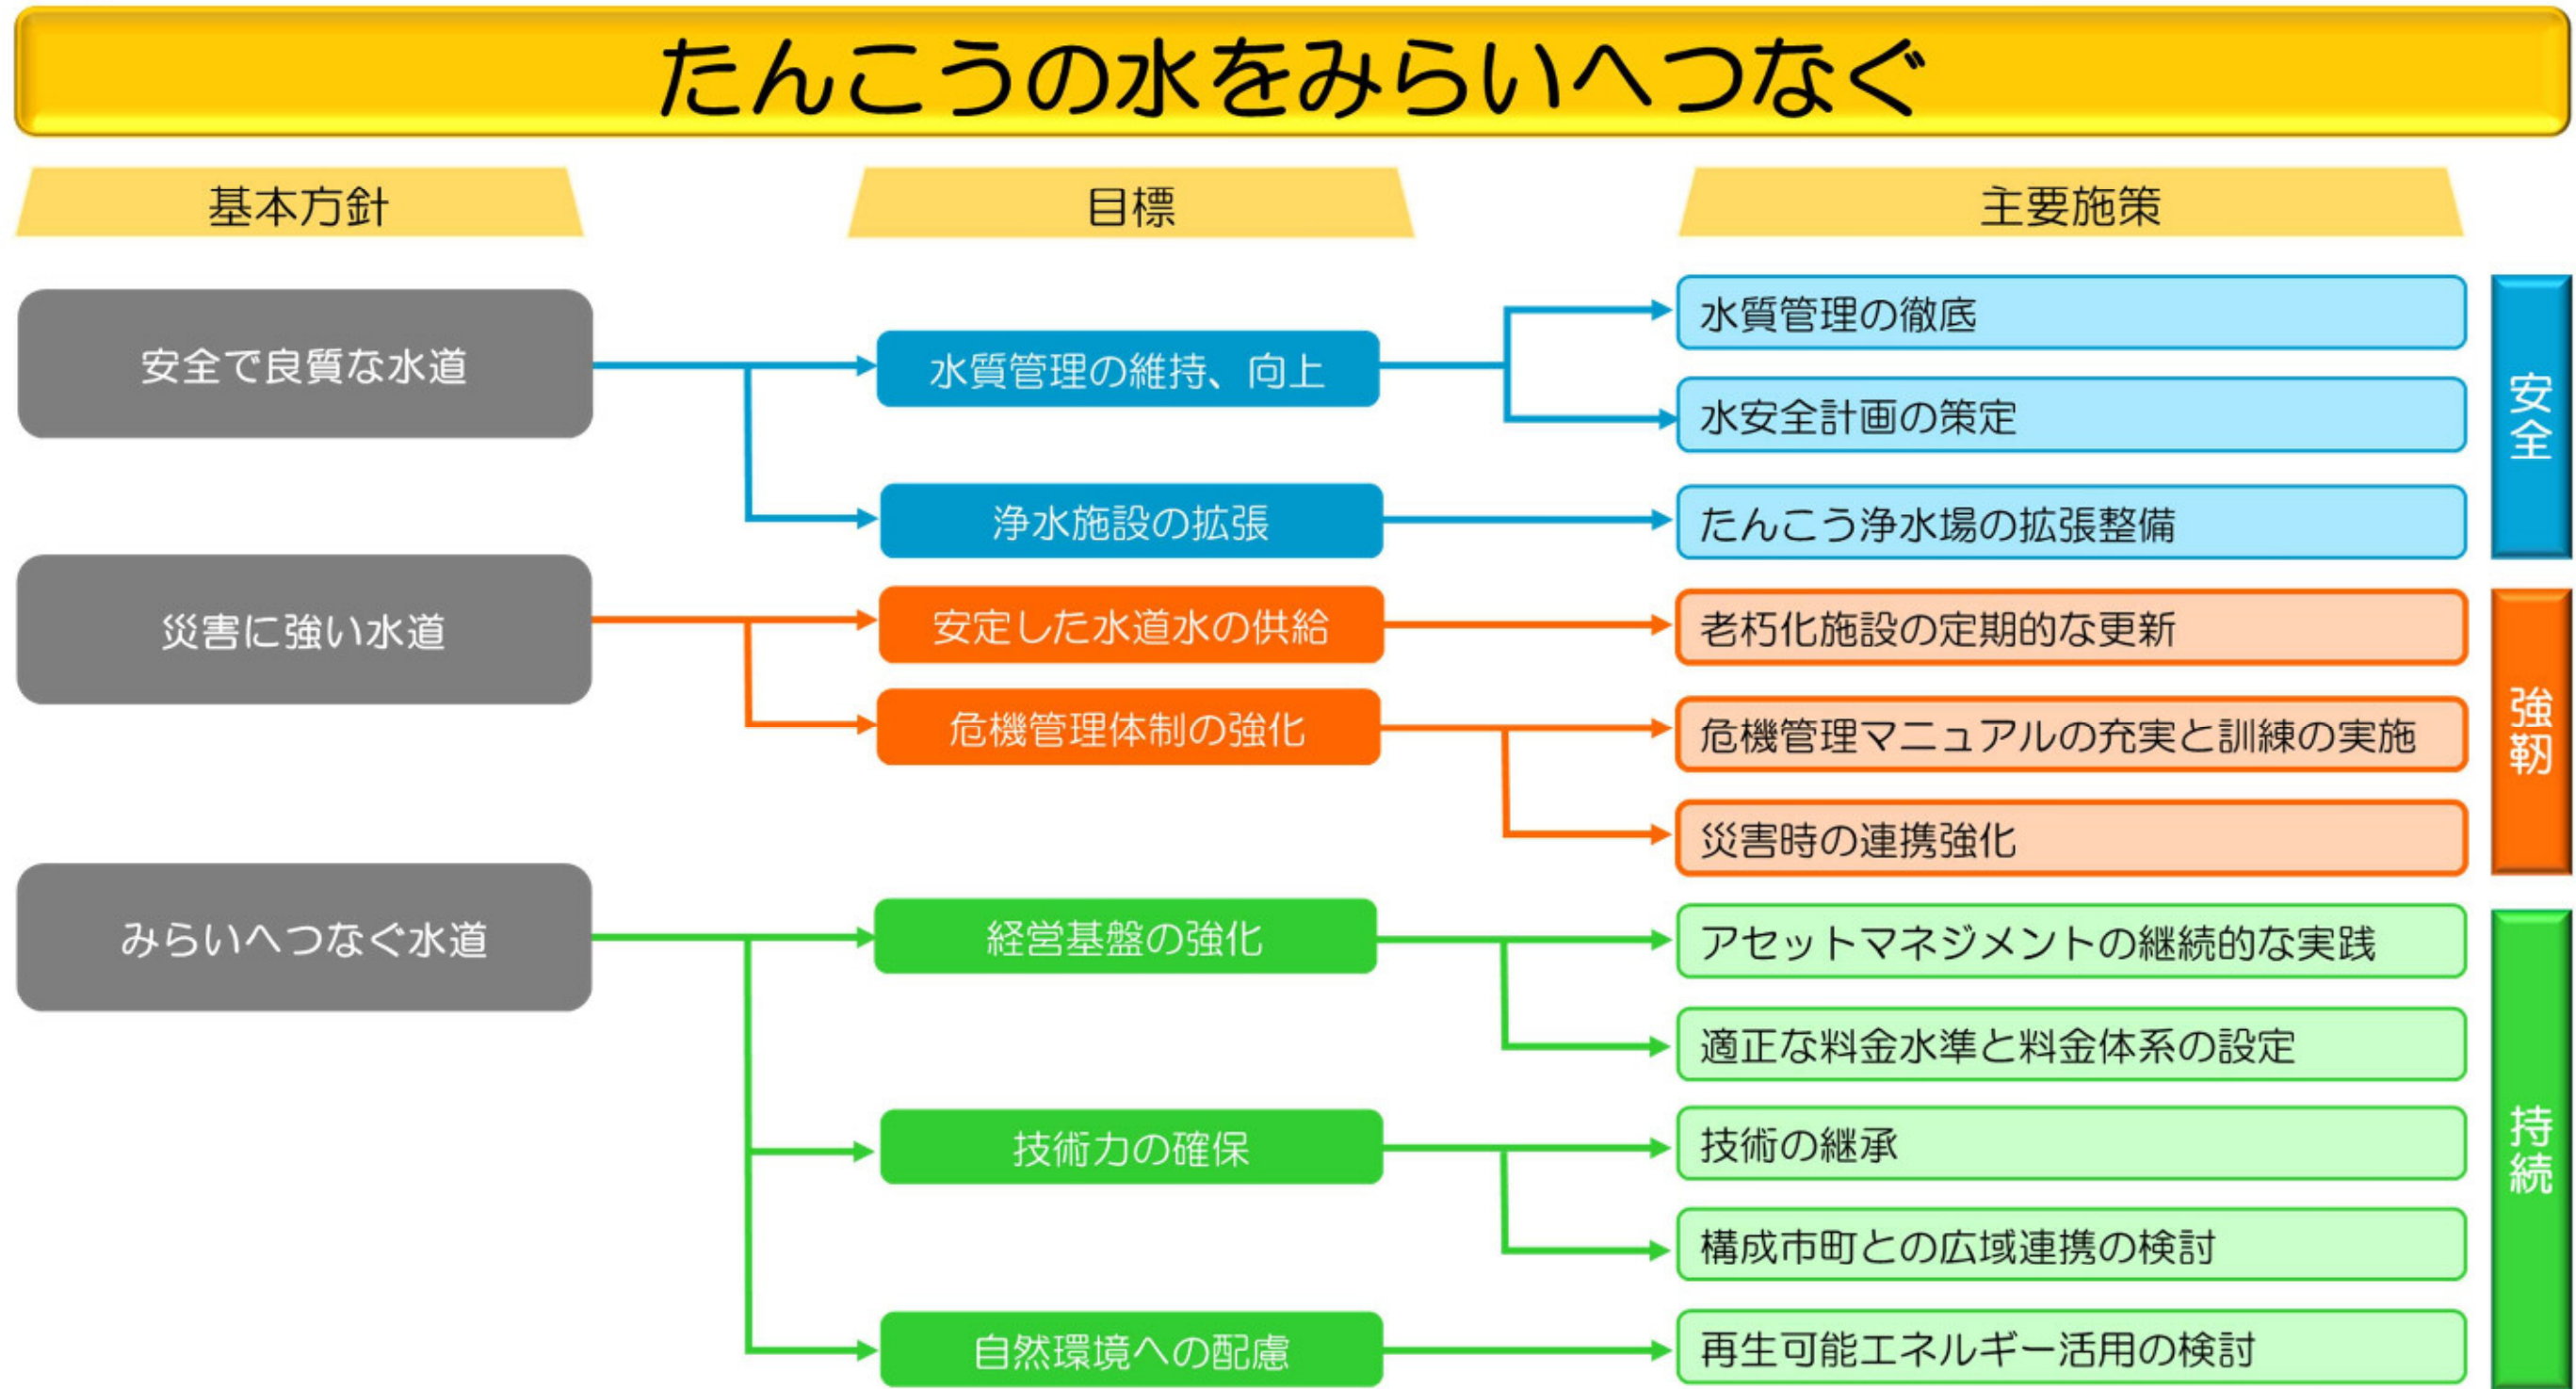 たんこうの水をみらいへつなぐ
基本方針
目標
主要施策
安全で良質な水道
水質管理の維持、向上
水質管理の徹底
水安全計画の策定
浄水施設の拡張
たんこう浄水場の拡張整備
安全
災害に強い水道
安定した水道水の供給
老朽化施設の定期的な更新
危機管理体制の強化
危機管理マニュアルの充実と訓練の実施
災害時の連携強化
強靭
みらいへつなぐ水道
経営基盤の強化
アセットマネジメントの継続的な実践
適正な料金水準と料金体系の設定
技術力の確保
技術の継承
構成市町との広域連携の検討
自然環境への配慮
再生可能エネルギー活用の検討
持続